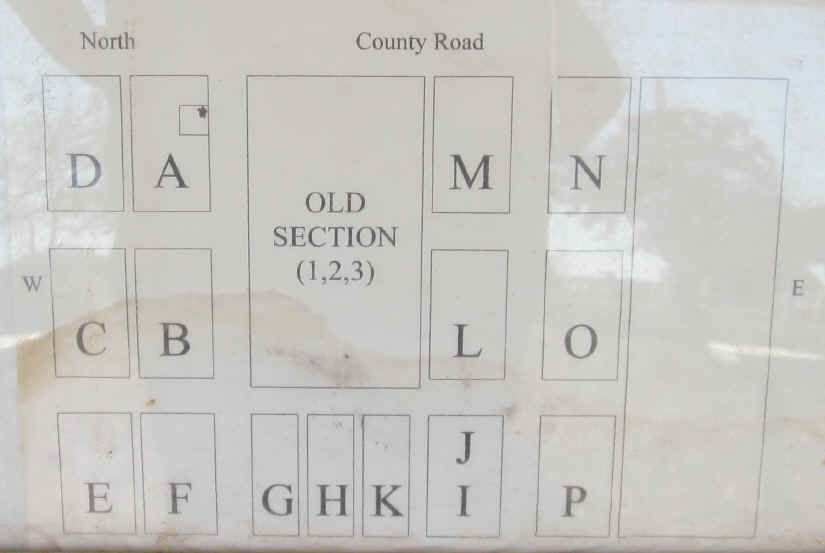 North County Road
D A M N
OLD
SECTION
(1,2,3)
W E
C B L O
J
E F G H K I P